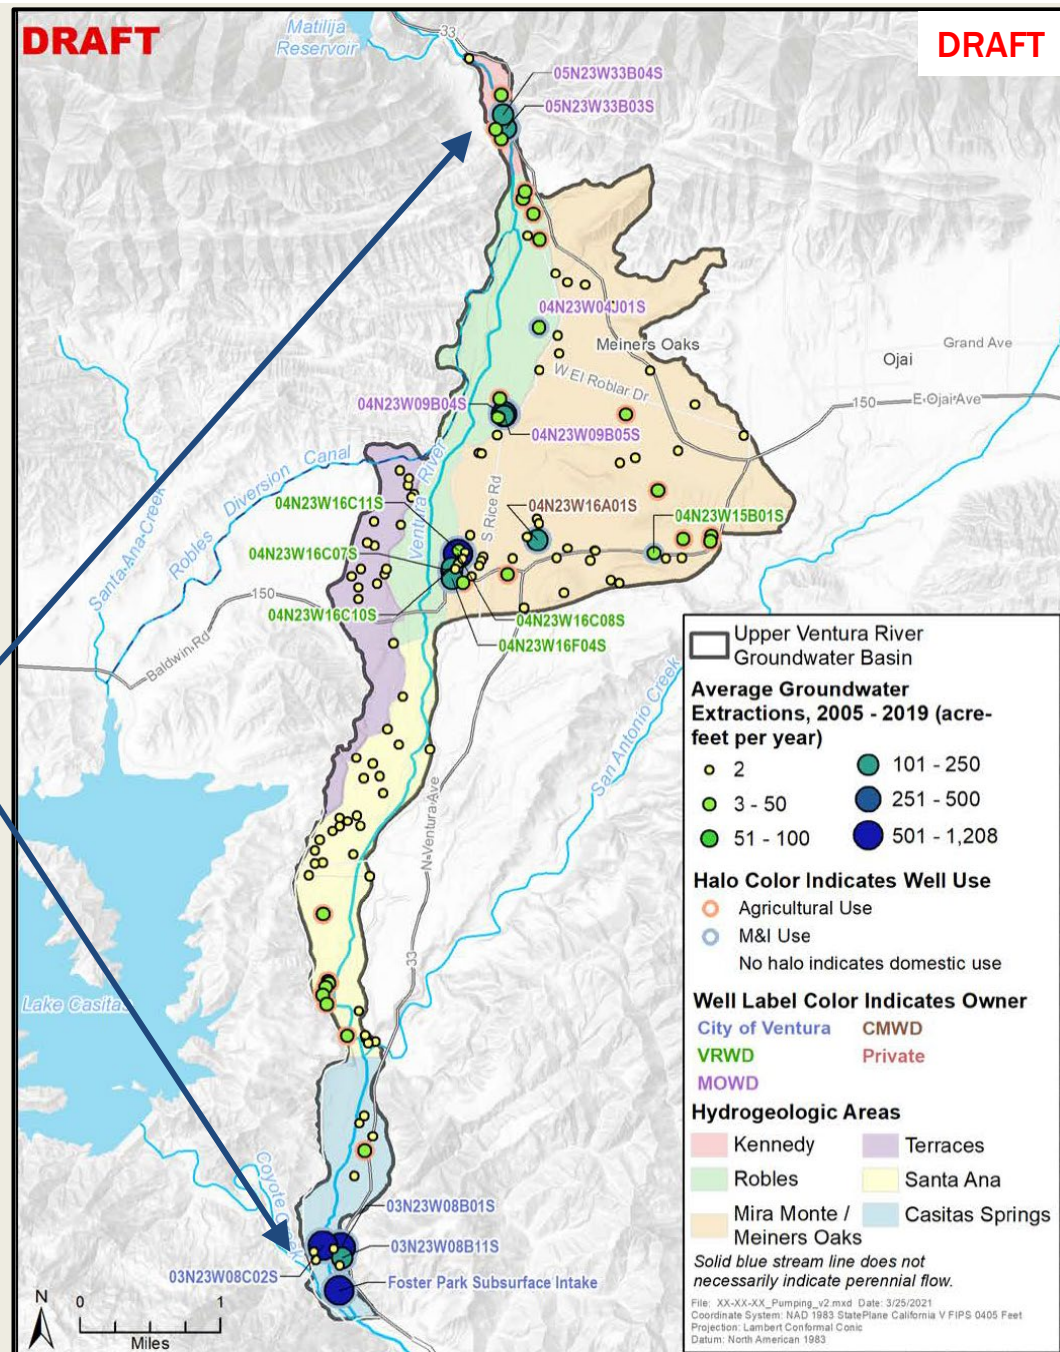 DRAFT
DRAFT
Matilija
Reservoir
33
05N23W33B04S
05N23W33B03S
04N23W04J01S
Meiners Oaks
Grand Ave
Ojai
W El Roblar Dr
150
E Ojai Ave
04N23W09B04S
04N23W09B05S
Robles Diversion Canal
Santa Ana Creek
Ventura River
S Rice Rd
04N23W16C11S
04N23W16A01S
04N23W15B01S
04N23W16C07S
150
04N23W16C10S
04N23W16C08S
04N23W16F04S
Baldwin Rd
San Antonio Creek
N Ventura Ave
33
Lake Casitas
Coyote Creek
03N23W08B01S
03N23W08B11S
03N23W08C02S
Foster Park Subsurface Intake
N
0 1
Miles
Upper Ventura River
Groundwater Basin
Average Groundwater
Extractions, 2005 - 2019 (acre-
feet per year)
2
3 - 50
51 - 100
101 - 250
251 - 500
501 - 1,208
Halo Color Indicates Well Use
Agricultural Use
M&I Use
No halo indicates domestic use
Well Label Color Indicates Owner
City of Ventura
CMWD
VRWD
Private
MOWD
Hydrogeologic Areas
Kennedy
Terraces
Robles
Santa Ana
Mira Monte /
Meiners Oaks
Casitas Springs
Solid blue stream line does not
necessarily indicate perennial flow.
File: XX-XX-XX_Pumping_v2.mxd Date: 3/25/2021
Coordinate System: NAD 1983 StatePlane California V FIPS 0405 Feet
Projection: Lambert Conformal Conic
Datum: North American 1983